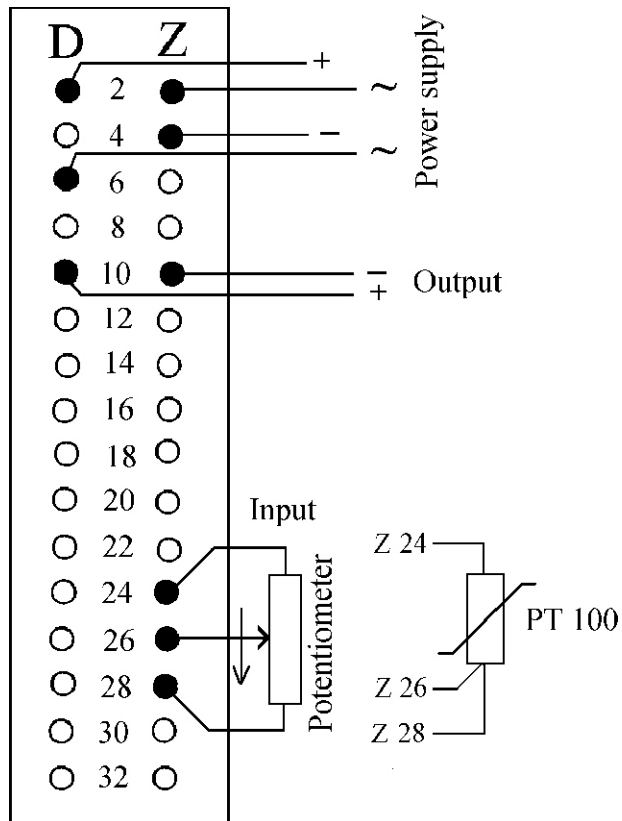 D Z
+
2 ~
4 −
6 ~
Power supply
8
10 −
+
Output
12
14
16
18
20
22
Input
24
26
28
30
32
Potentiometer
Z 24
PT 100
Z 26
Z 28